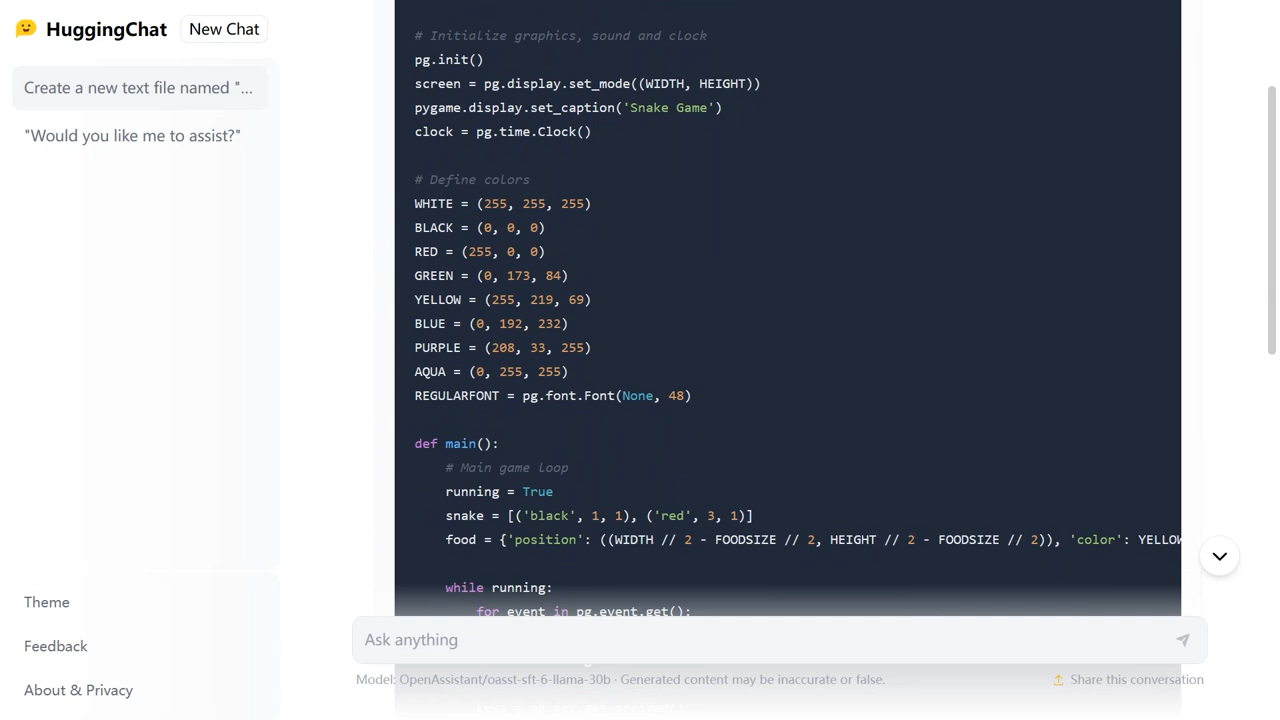 HuggingChat
New Chat
Create a new text file named "...
"Would you like me to assist?"
Theme
Feedback
About & Privacy
# Initialize graphics, sound and clock
pg.init()
screen = pg.display.set_mode((WIDTH, HEIGHT))
pygame.display.set_caption('Snake Game')
clock = pg.time.Clock()
# Define colors
WHITE = (255, 255, 255)
BLACK = (0, 0, 0)
RED = (255, 0, 0)
GREEN = (0, 173, 84)
YELLOW = (255, 219, 69)
BLUE = (0, 192, 232)
PURPLE = (208, 33, 255)
AQUA = (0, 255, 255)
REGULARFONT = pg.font.Font(None, 48)
def main():
# Main game loop
running = True
snake = [('black', 1, 1), ('red', 3, 1)]
food = {'position': ((WIDTH // 2 - FOODSIZE // 2, HEIGHT // 2 - FOODSIZE // 2)), 'color': YELLOW
while running:
for event in pg.event.get():
Ask anything
Model: OpenAssistant/oasst-sft-6-llama-30b · Generated content may be inaccurate or false.
Share this conversation